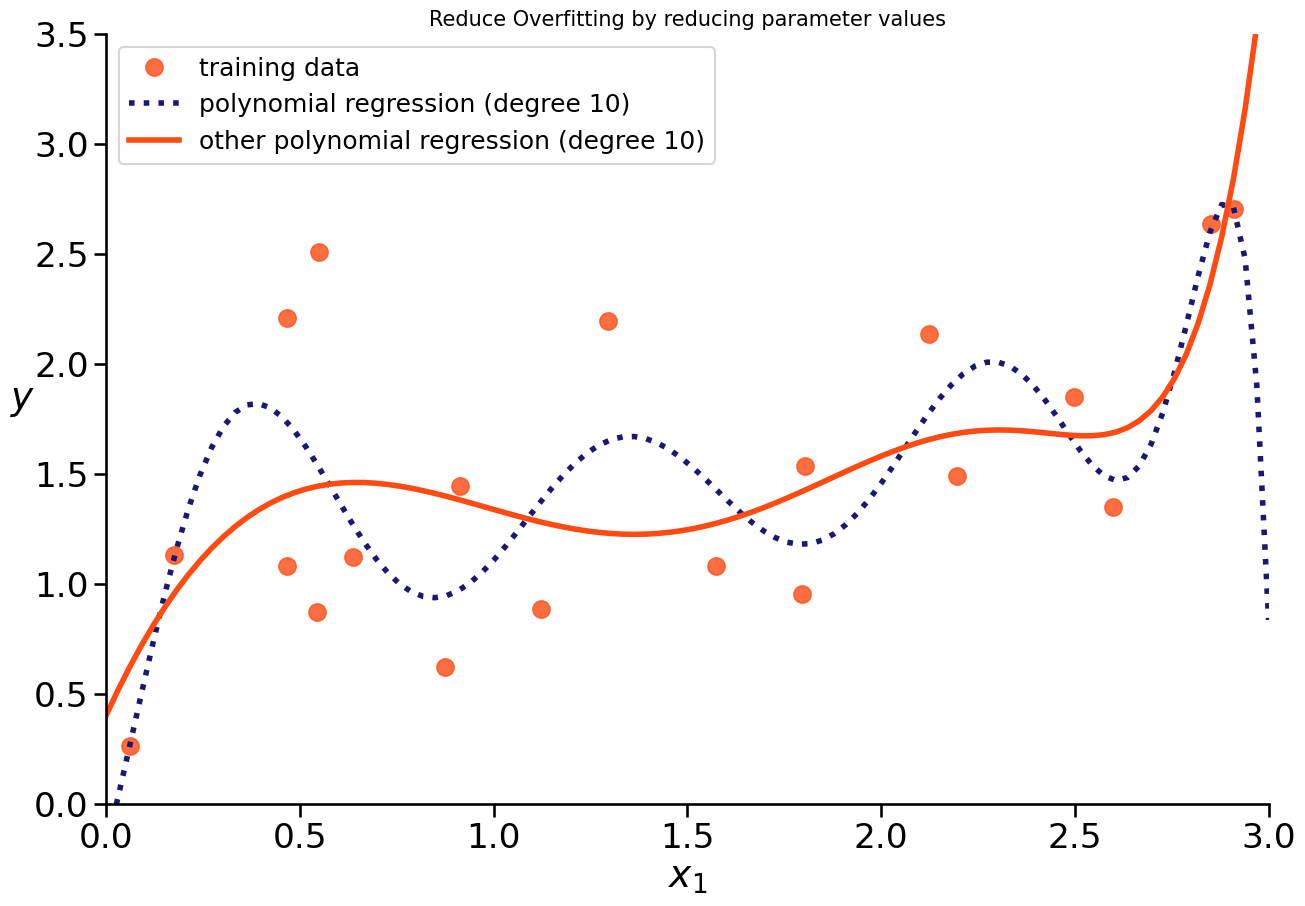 Reduce Overfitting by reducing parameter values
training data
polynomial regression (degree 10)
other polynomial regression (degree 10)
3.5
3.0
2.5
2.0
1.5
1.0
0.5
0.0
y
0.0 0.5 1.0 1.5 2.0 2.5 3.0
x₁